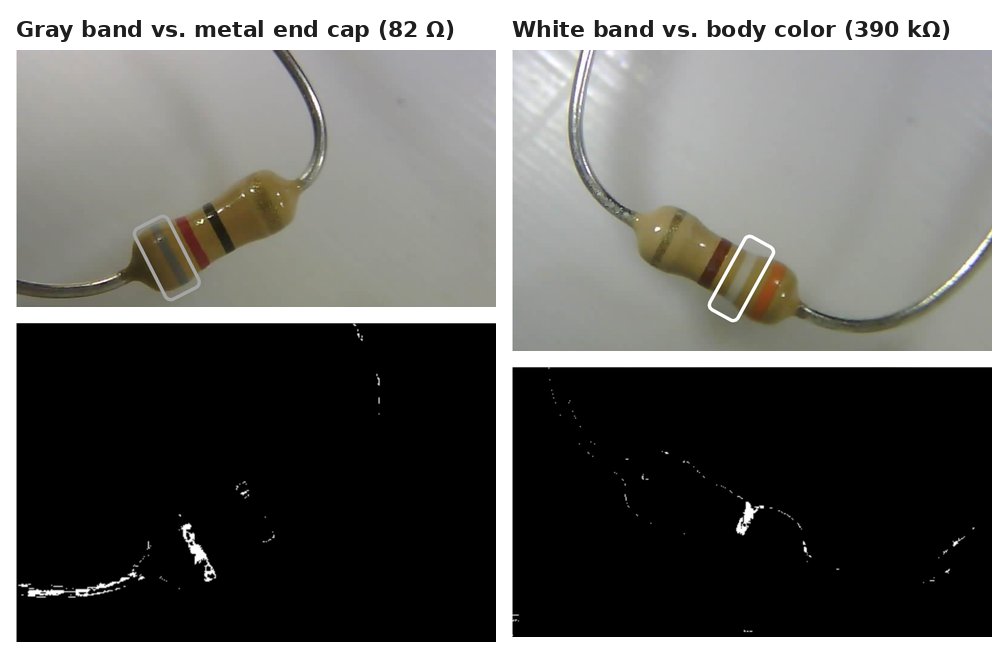 Gray band vs. metal end cap (82 Ω)
White band vs. body color (390 kΩ)